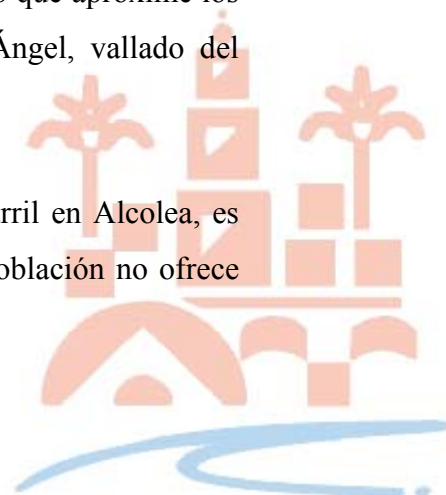 que aproxime los
Ángel, vallado del
rril en Alcolea, es
oblación no ofrece